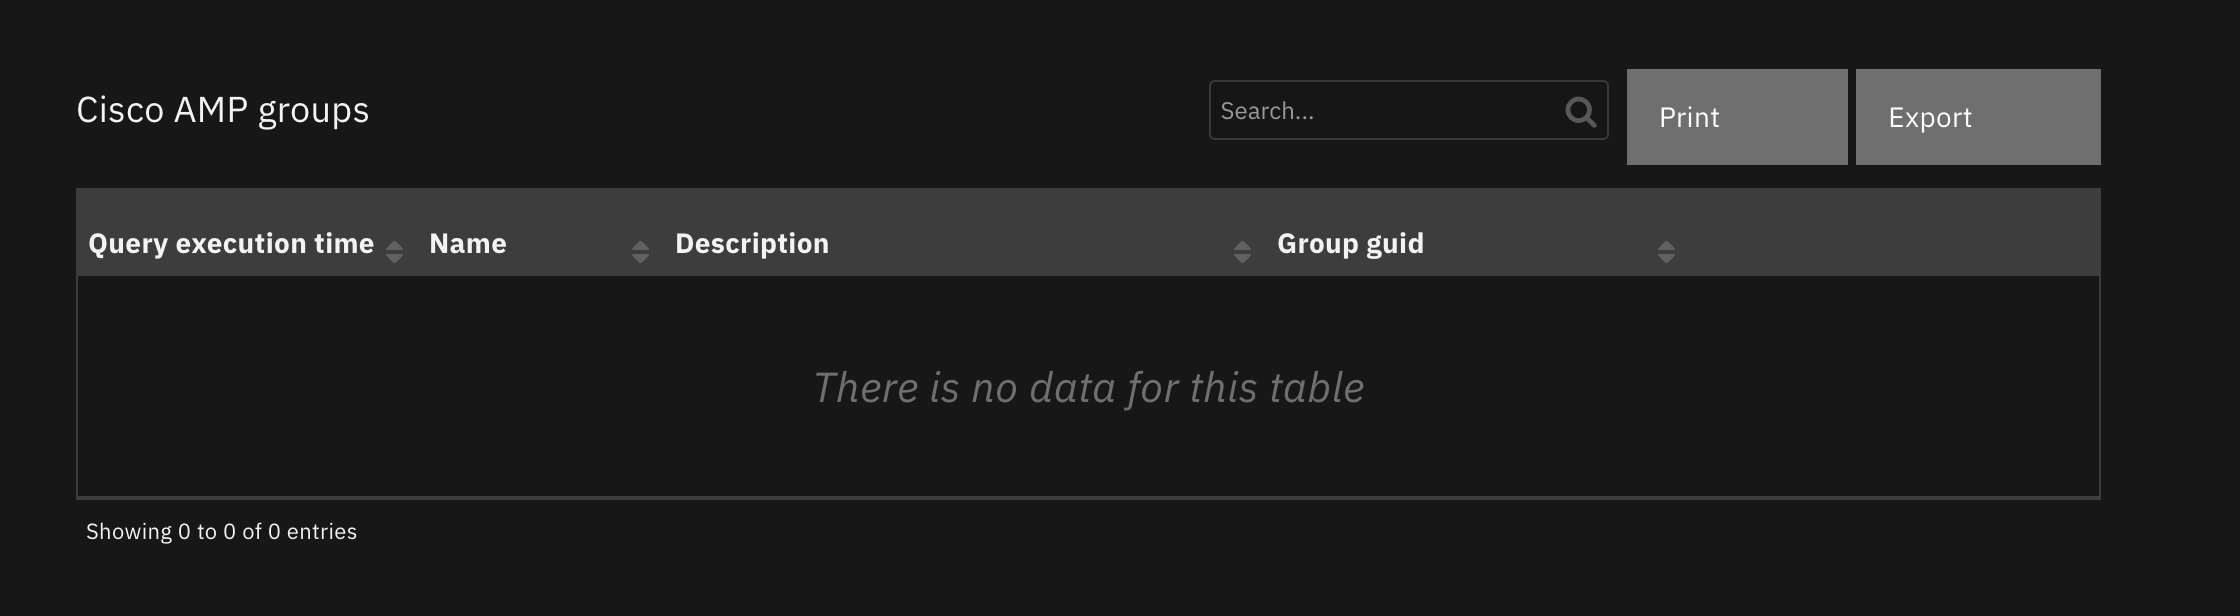 Cisco AMP groups
Search...
Print
Export
Query execution time
Name
Description
Group guid
There is no data for this table
Showing 0 to 0 of 0 entries